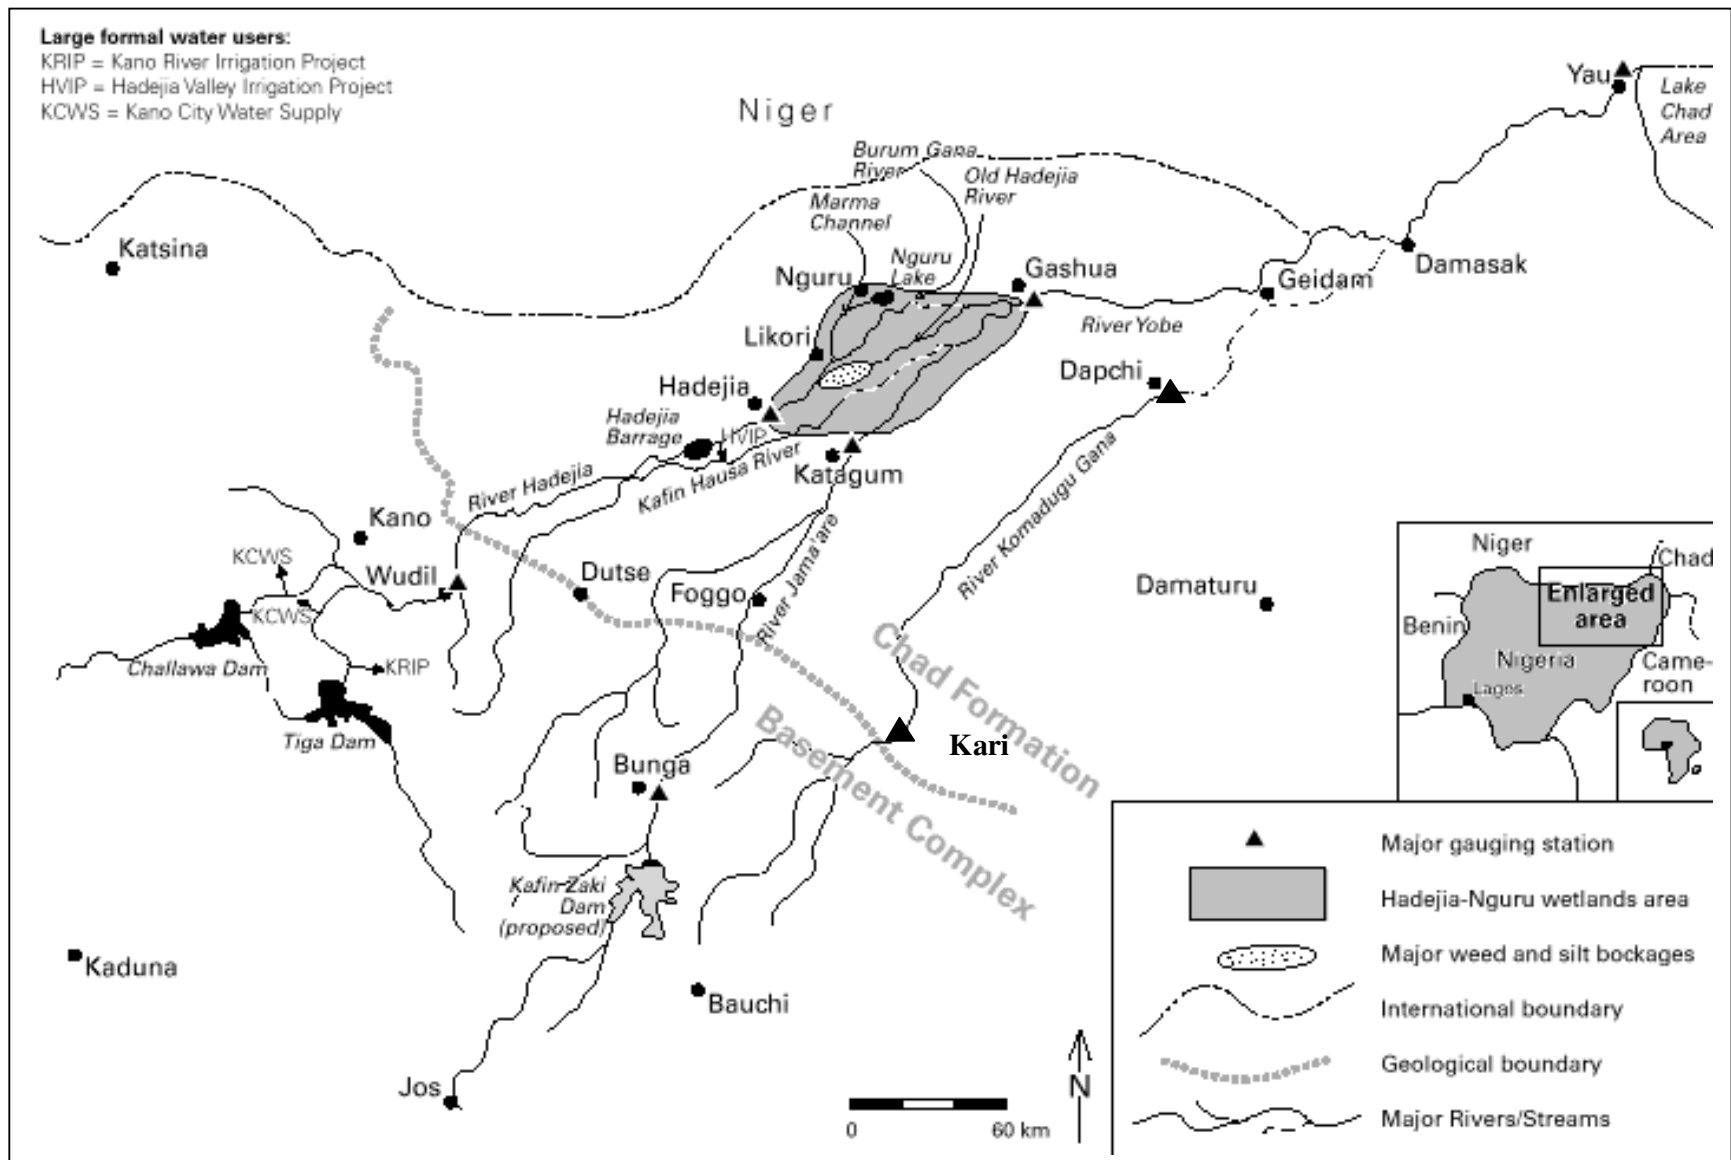 Large formal water users:
KRIP = Kano River Irrigation Project
HVIP = Hadejia Valley Irrigation Project
KCWS = Kano City Water Supply
Niger
Yau
Lake
Chad
Area
Burum Gana
River
Old Hadejia
River
Marma
Channel
Katsina
Nguru
Lake
Nguru
Gashua
Geidam
Damasak
River Yobe
Likori
Dapchi
Hadejia
Hadejia
Barrage
HVIP
Kafin Hausa River
Katagum
River Hadejia
River Komadugu Gana
Kano
KCWS
Wudil
Dutse
Foggo
River Jama'are
Damaturu
KCWS
Challawa Dam
KRIP
Tiga Dam
Chad Formation
Basement Complex
Kari
Bunga
Kafin Zaki
Dam
(proposed)
Kaduna
Bauchi
Jos
0
60 km
N
Niger
Chad
Enlarged
area
Benin
Nigeria
Came-
roon
Lagos
Major gauging station
Hadejia-Nguru wetlands area
Major weed and silt bockages
International boundary
Geological boundary
Major Rivers/Streams